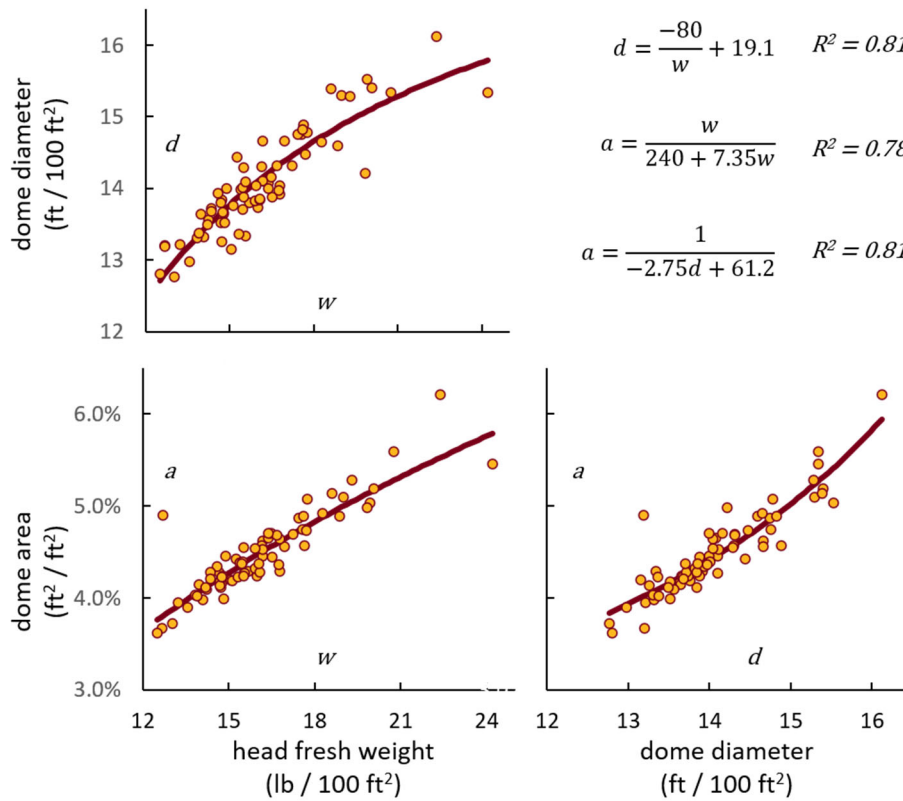 16
15
14
13
12
dome diameter
(ft / 100 ft²)
d
w
d = −80/w + 19.1 R² = 0.81
a = w/(240 + 7.35w) R² = 0.78
a = 1/(−2.75d + 61.2) R² = 0.81
6.0%
5.0%
4.0%
3.0%
dome area
(ft² / ft²)
a
w
12 15 18 21 24
head fresh weight
(lb / 100 ft²)
a
d
12 13 14 15 16
dome diameter
(ft / 100 ft²)